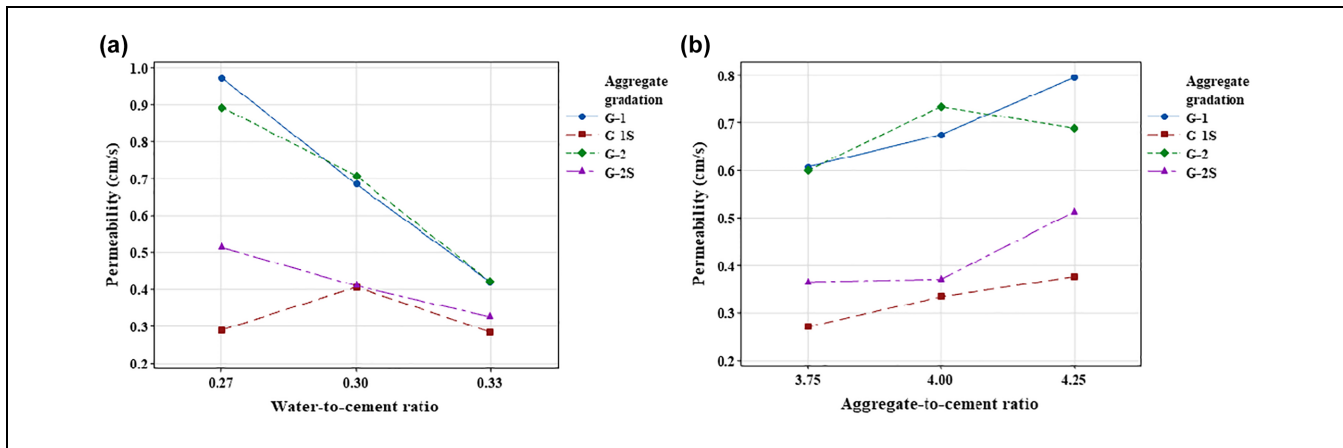 (a)
1.0
0.9
0.8
0.7
0.6
0.5
0.4
0.3
0.2
Permeability (cm/s)
0.27 0.30 0.33
Water-to-cement ratio
Aggregate
gradation
G-1
G 1S
G-2
G-2S
(b)
0.8
0.7
0.6
0.5
0.4
0.3
0.2
Permeability (cm/s)
3.75 4.00 4.25
Aggregate-to-cement ratio
Aggregate
gradation
G-1
G 1S
G-2
G-2S